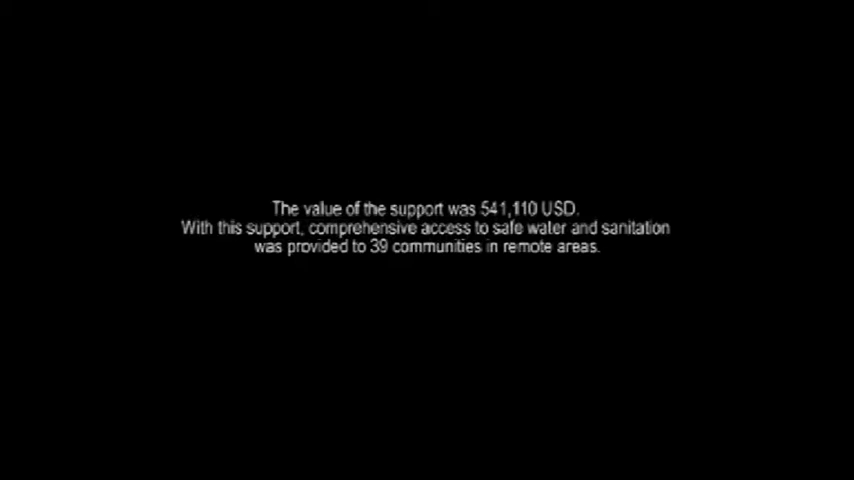 The value of the support was 541,110 USD.
With this support, comprehensive access to safe water and sanitation
was provided to 39 communities in remote areas.